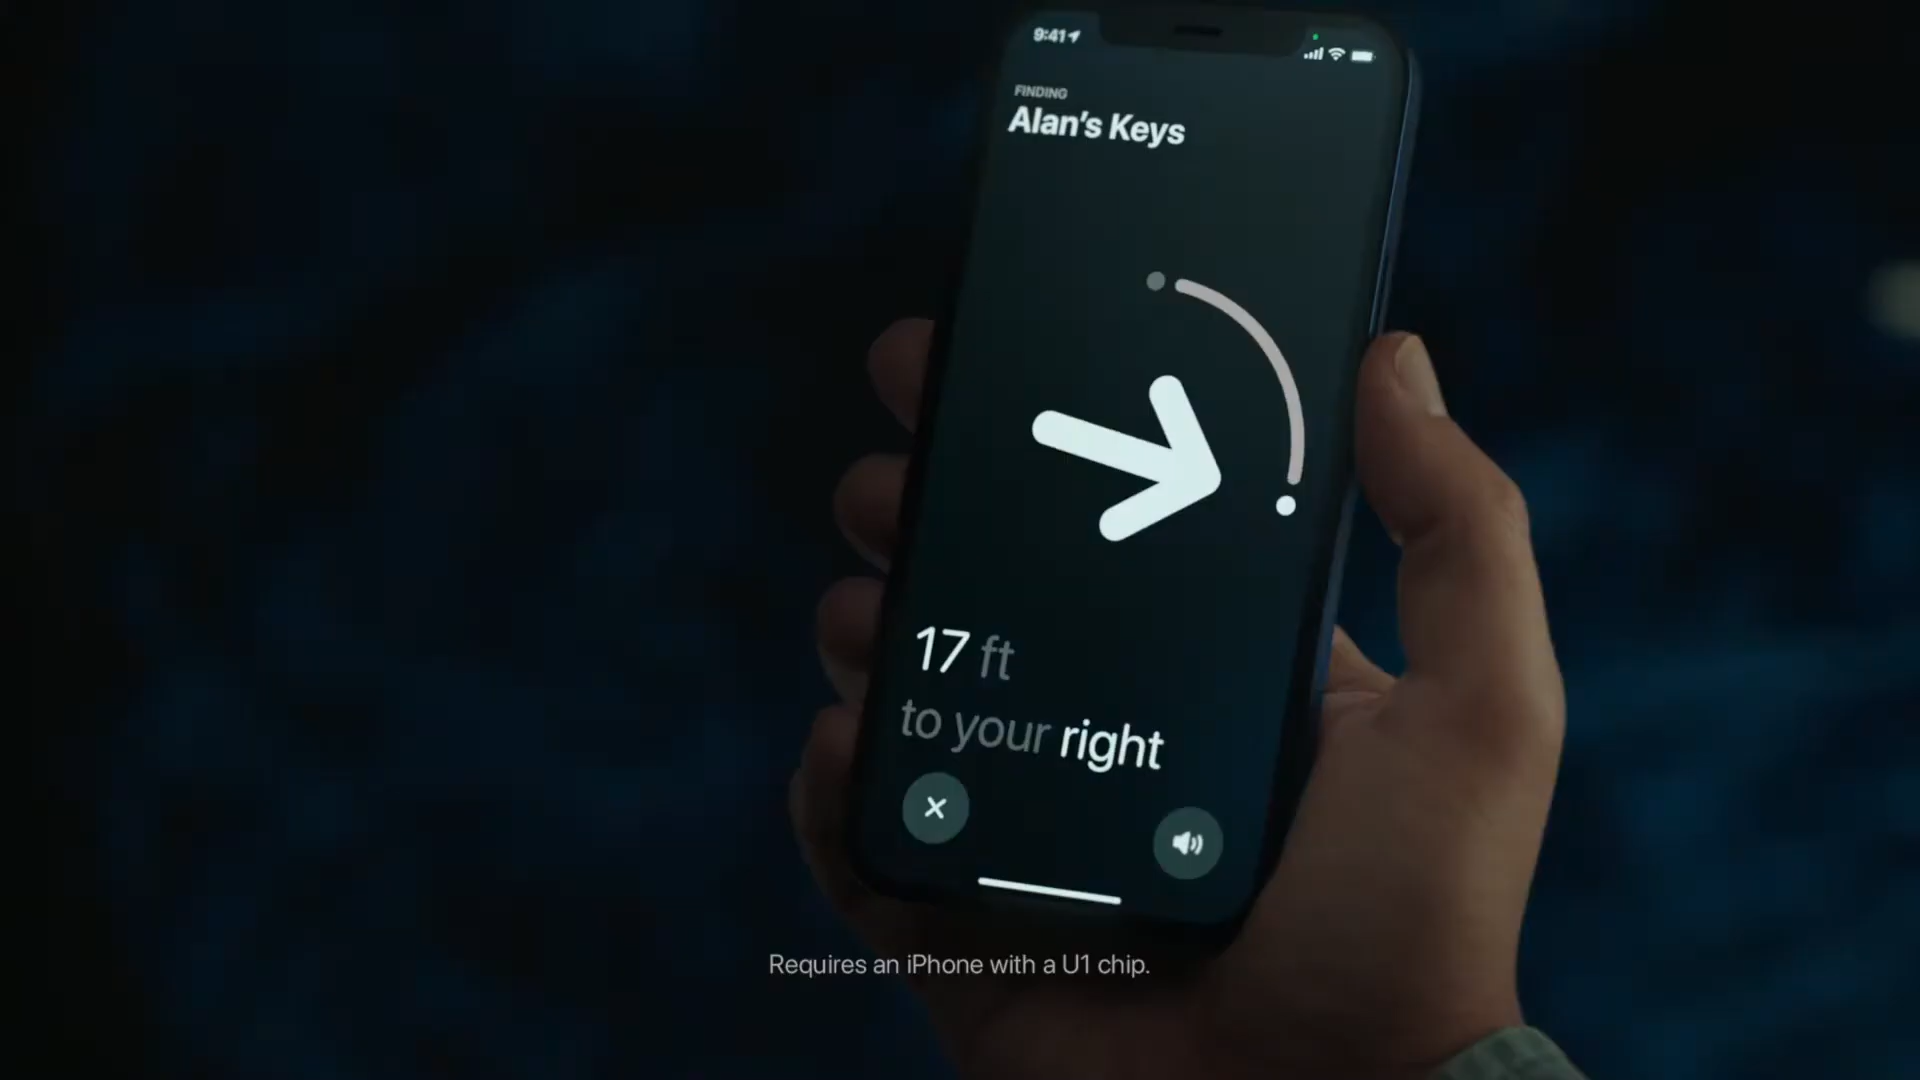 9:41
FINDING
Alan's Keys
17 ft
to your right
Requires an iPhone with a U1 chip.